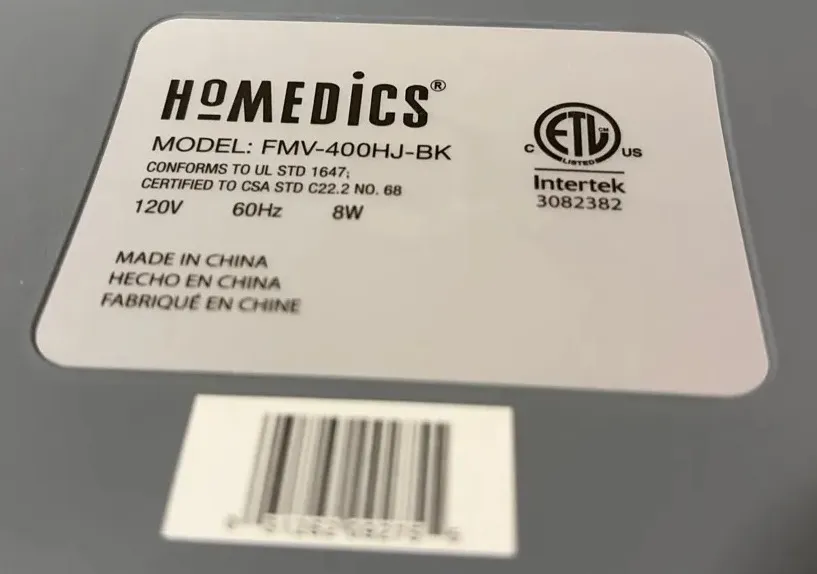 HoMEDiCS®
MODEL: FMV-400HJ-BK
CONFORMS TO UL STD 1647;
CERTIFIED TO CSA STD C22.2 NO. 68
120V 60Hz 8W
MADE IN CHINA
HECHO EN CHINA
FABRIQUÉ EN CHINE
C ETL CM US
LISTED
Intertek
3082382